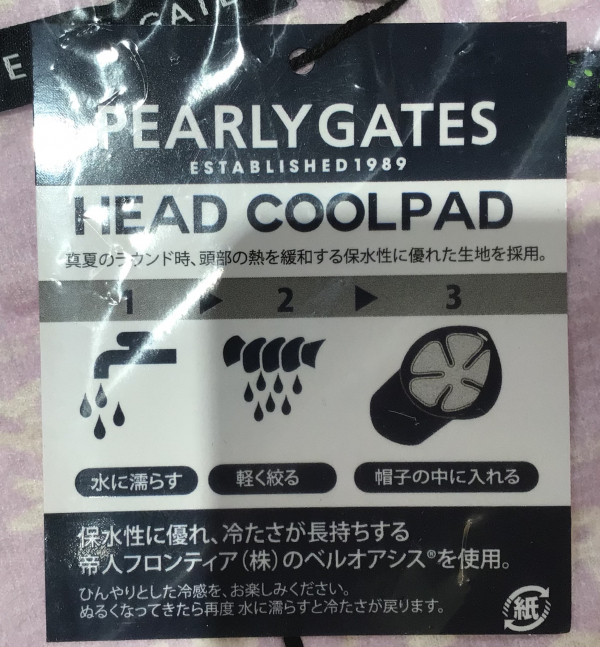 GATE
E
PEARLY GATES
ESTABLISHED 1989
HEAD COOLPAD
真夏のラウンド時、頭部の熱を緩和する保水性に優れた生地を採用。
1 ▶ 2 ▶ 3
水に濡らす 軽く絞る 帽子の中に入れる
保水性に優れ、冷たさが長持ちする
帝人フロンティア(株)のベルオアシス®を使用。
ひんやりとした冷感を、お楽しみください。
ぬるくなってきたら再度 水に濡らすと冷たさが戻ります。
紙